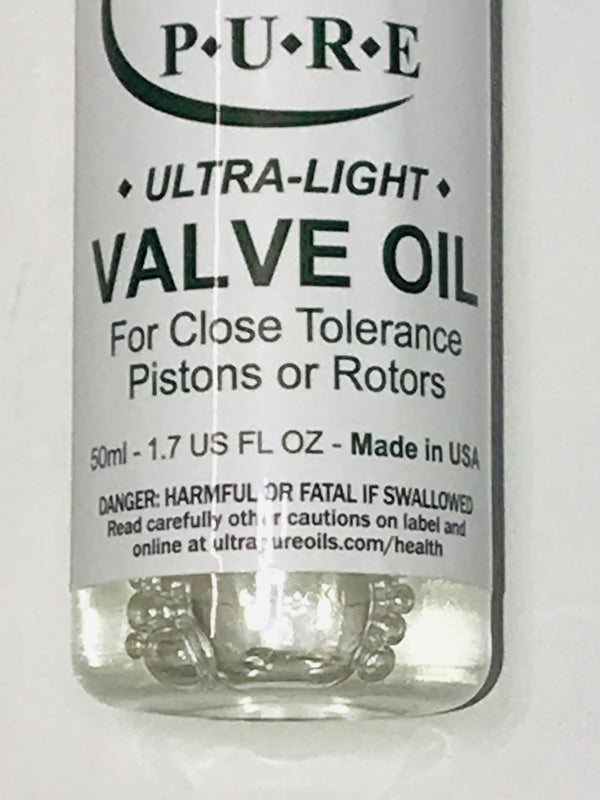 P♦U♦R♦E
♦ ULTRA-LIGHT ♦
VALVE OIL
For Close Tolerance
Pistons or Rotors
50ml - 1.7 US FL OZ - Made in USA
DANGER: HARMFUL OR FATAL IF SWALLOWED
Read carefully other cautions on label and
online at ultrapureoils.com/health